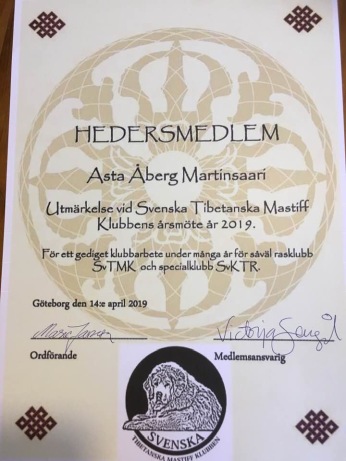 HEDERSMEDLEM
Asta Åberg Martinsaari
Utmärkelse vid Svenska Tibetanska Mastiff
Klubbens årsmöte år 2019.
För ett gediget klubbarbete under många år för såväl rasklubb
SvTMK och specialklubb SvKTR.
Göteborg den 14:e april 2019
Ordförande
Medlemsansvarig
SVENSKA
TIBETANSKA MASTIFF KLUBBEN